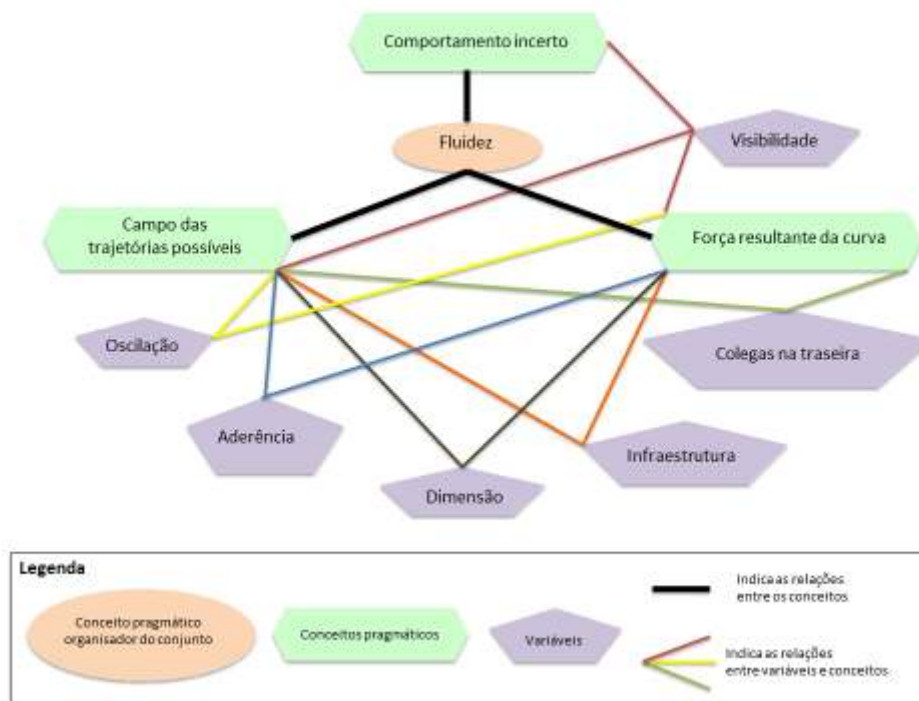 Comportamento incerto
Fluidez
Visibilidade
Campo das
trajetórias possíveis
Força resultante da curva
Oscilação
Colegas na traseira
Aderência
Infraestrutura
Dimensão
Legenda
Conceito pragmático
organisador do conjunto
Conceitos pragmáticos
Variáveis
Indica as relações
entre os conceitos
Indica as relações
entre variáveis e conceitos